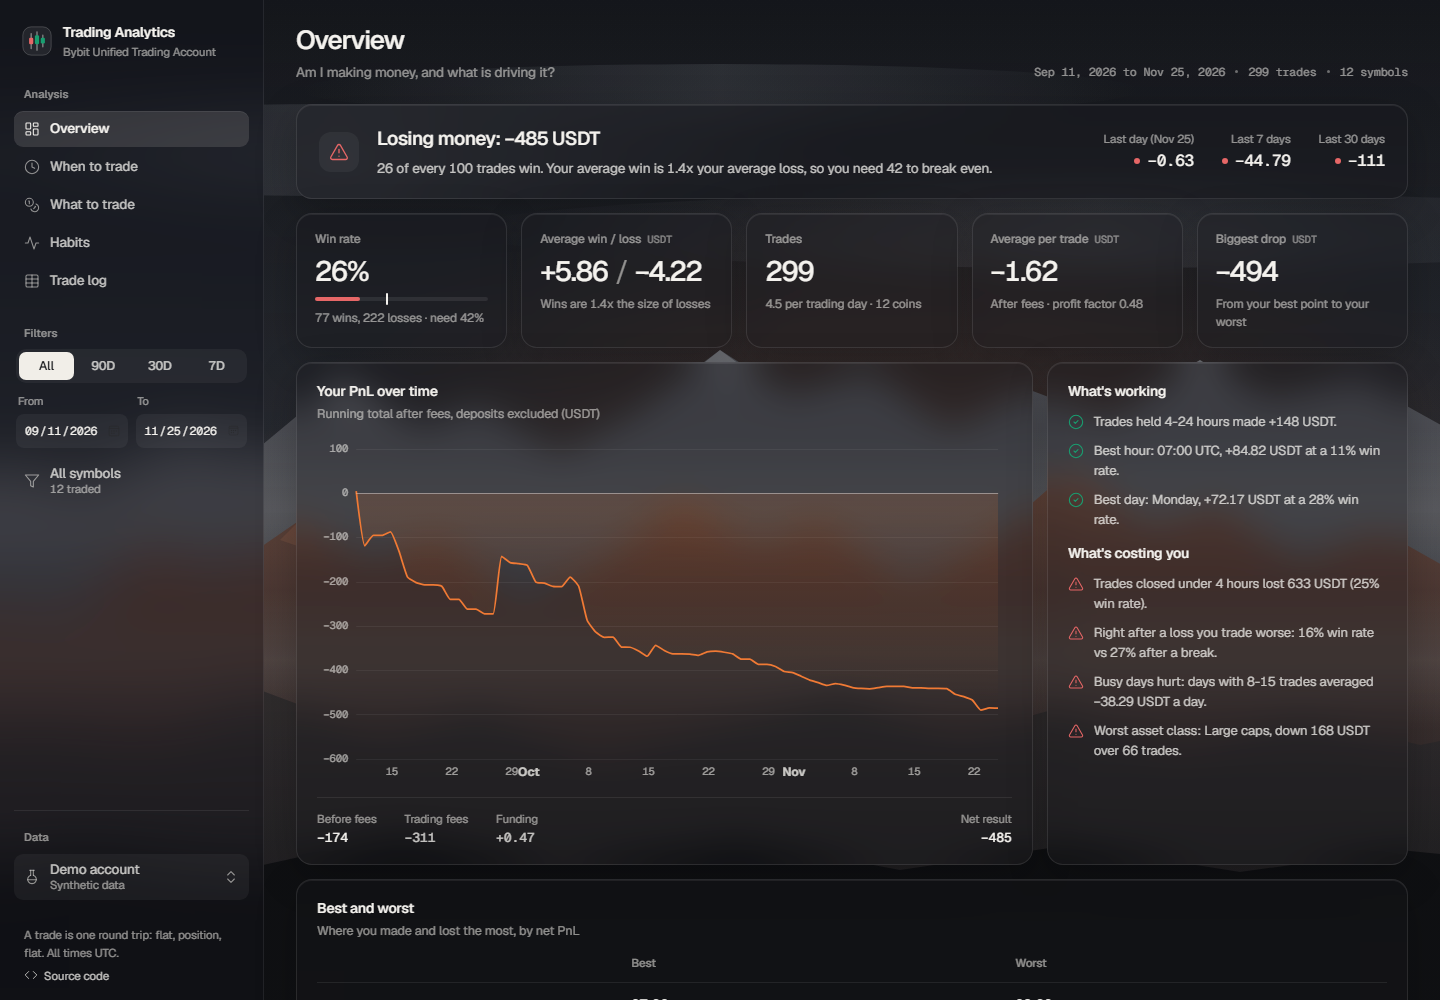 Trading Analytics
Bybit Unified Trading Account
Analysis
Overview
When to trade
What to trade
Habits
Trade log
Filters
All 90D 30D 7D
From To
09/11/2026 11/25/2026
All symbols
12 traded
Data
Demo account
Synthetic data
A trade is one round trip: flat, position,
flat. All times UTC.
Source code
Overview
Am I making money, and what is driving it?
Sep 11, 2026 to Nov 25, 2026 · 299 trades · 12 symbols
Losing money: −485 USDT
26 of every 100 trades win. Your average win is 1.4x your average loss, so you need 42 to break even.
Last day (Nov 25) Last 7 days Last 30 days
−0.63 −44.79 −111
Win rate
26%
77 wins, 222 losses · need 42%
Average win / loss USDT
+5.86 / −4.22
Wins are 1.4x the size of losses
Trades
299
4.5 per trading day · 12 coins
Average per trade USDT
−1.62
After fees · profit factor 0.48
Biggest drop USDT
−494
From your best point to your
worst
Your PnL over time
Running total after fees, deposits excluded (USDT)
100
0
−100
−200
−300
−400
−500
−600
15 22 29 Oct 8 15 22 29 Nov 8 15 22
Before fees Trading fees Funding Net result
−174 −311 +0.47 −485
What's working
Trades held 4-24 hours made +148 USDT.
Best hour: 07:00 UTC, +84.82 USDT at a 11% win
rate.
Best day: Monday, +72.17 USDT at a 28% win
rate.
What's costing you
Trades closed under 4 hours lost 633 USDT (25%
win rate).
Right after a loss you trade worse: 16% win rate
vs 27% after a break.
Busy days hurt: days with 8-15 trades averaged
−38.29 USDT a day.
Worst asset class: Large caps, down 168 USDT
over 66 trades.
Best and worst
Where you made and lost the most, by net PnL
Best Worst